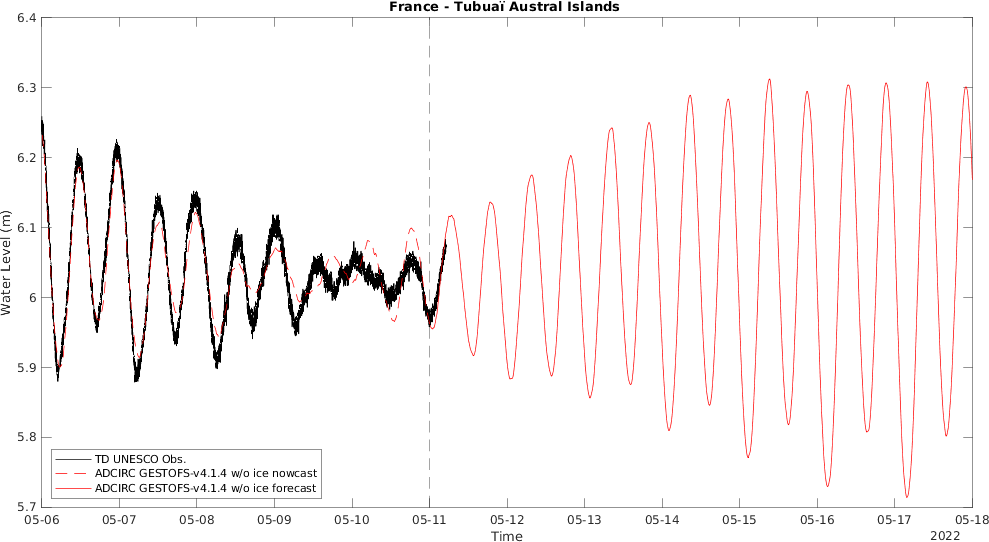 France - Tubuaï Austral Islands
6.4
6.3
6.2
6.1
6
5.9
5.8
5.7
Water Level (m)
TD UNESCO Obs.
ADCIRC GESTOFS-v4.1.4 w/o ice nowcast
ADCIRC GESTOFS-v4.1.4 w/o ice forecast
05-06 05-07 05-08 05-09 05-10 05-11 05-12 05-13 05-14 05-15 05-16 05-17 05-18
Time
2022